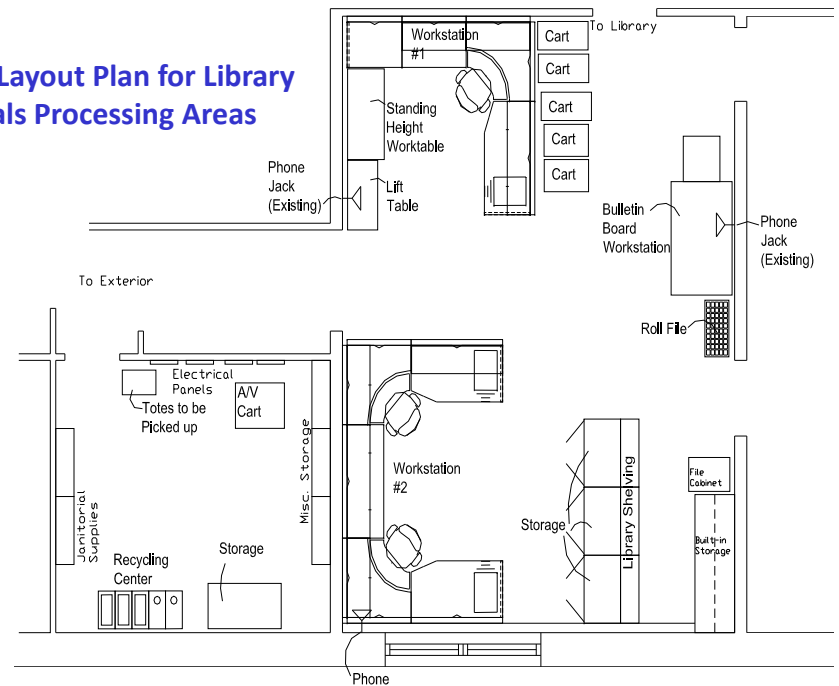 Layout Plan for Library
als Processing Areas
Workstation
#1
Cart
To Library
Cart
Cart
Cart
Cart
Standing
Height
Worktable
Phone
Jack
(Existing)
Lift
Table
Bulletin
Board
Workstation
Phone
Jack
(Existing)
To Exterior
Roll File
Electrical
Panels
A/V
Cart
Totes to be
Picked up
Misc. Storage
Janitorial
Supplies
Recycling
Center
Storage
Workstation
#2
Storage
Library Shelving
File
Cabinet
Built-in
Storage
Phone